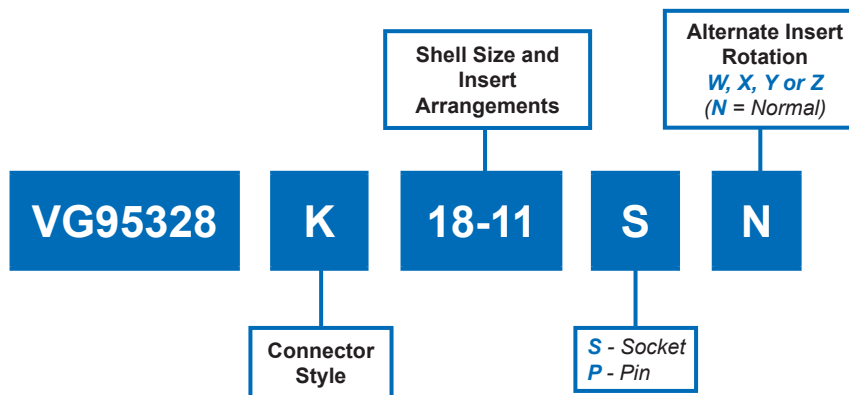 Shell Size and
Insert
Arrangements
Alternate Insert
Rotation
W, X, Y or Z
(N = Normal)
VG95328 K 18-11 S N
Connector
Style
S - Socket
P - Pin